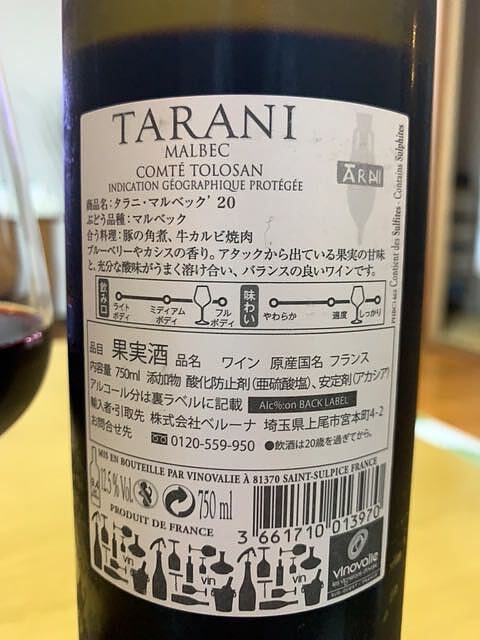 TARANI
MALBEC
COMTÉ TOLOSAN
INDICATION GÉOGRAPHIQUE PROTÉGÉE
ĀRNI
商品名:タラニ・マルベック’20
ぶどう品種:マルベック
合う料理:豚の角煮、牛カルビ焼肉
ブルーベリーやカシスの香り。アタックから出ている果実の甘味
と、充分な酸味がうまく溶け合い、バランスの良いワインです。
飲み口
ライトボディ
ミディアムボディ
フルボディ
味わい
やわらか
適度
しっかり
品目 果実酒 品名 ワイン 原産国名 フランス
内容量 750ml 添加物 酸化防止剤(亜硫酸塩)、安定剤(アカシア)
アルコール分は裏ラベルに記載 Alc%:on BACK LABEL
輸入者・引取先 株式会社ベルーナ 埼玉県上尾市宮本町4-2
お問合せ先 0120-559-950 ●飲酒は20歳を過ぎてから。
MIS EN BOUTEILLE PAR VINOVALIE À 81370 SAINT-SULPICE FRANCE
12.5 % Vol.
750 ml
PRODUIT DE FRANCE
3 661710 013970
vin
vin
vinovalie
Contient des Sulfites - Contains Sulphites